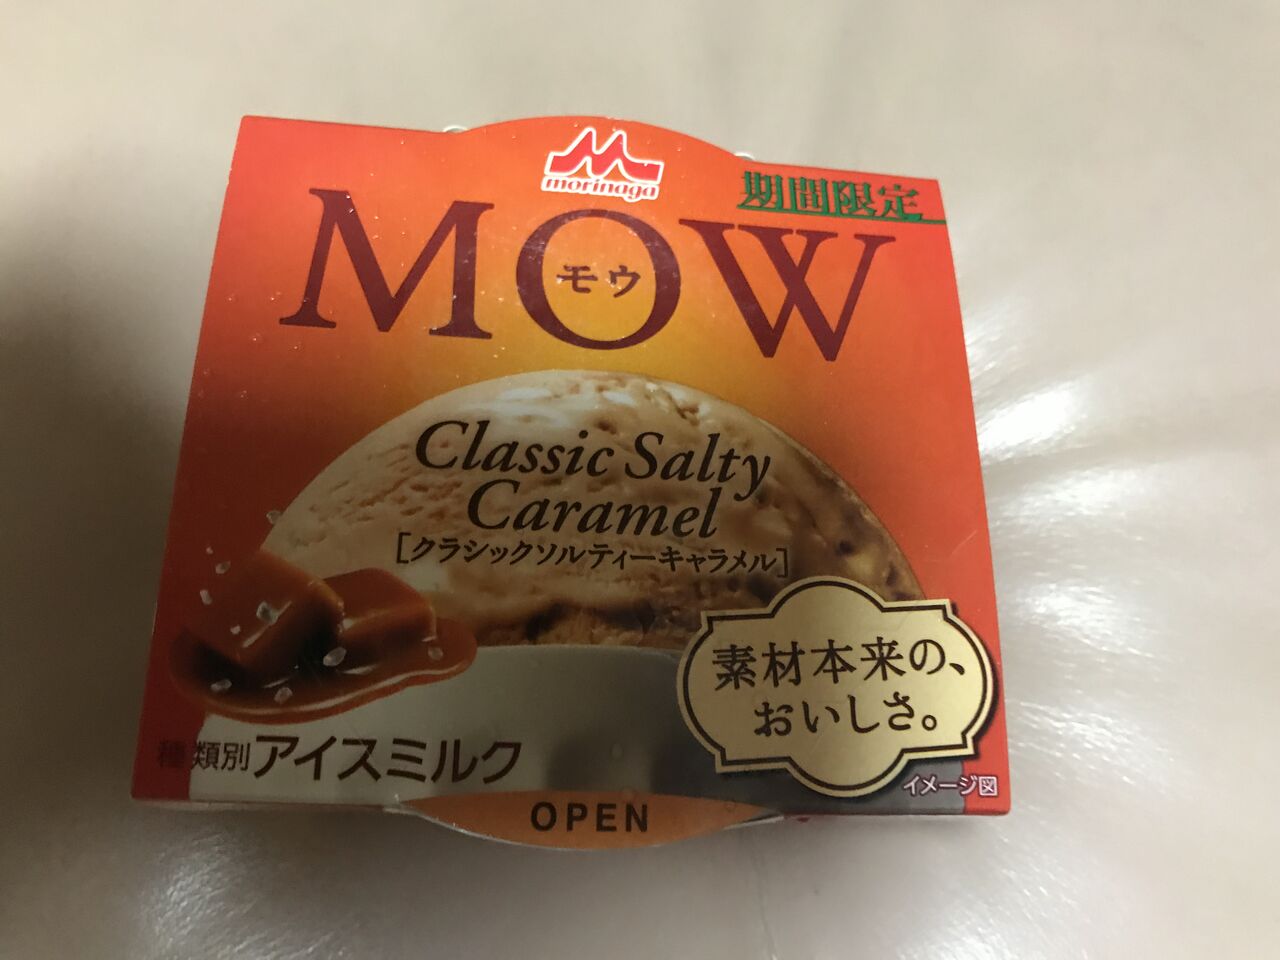 morinaga
期間限定
MOW
モウ
Classic Salty
Caramel
[クラシックソルティーキャラメル]
素材本来の、
おいしさ。
種類別アイスミルク
イメージ図
OPEN